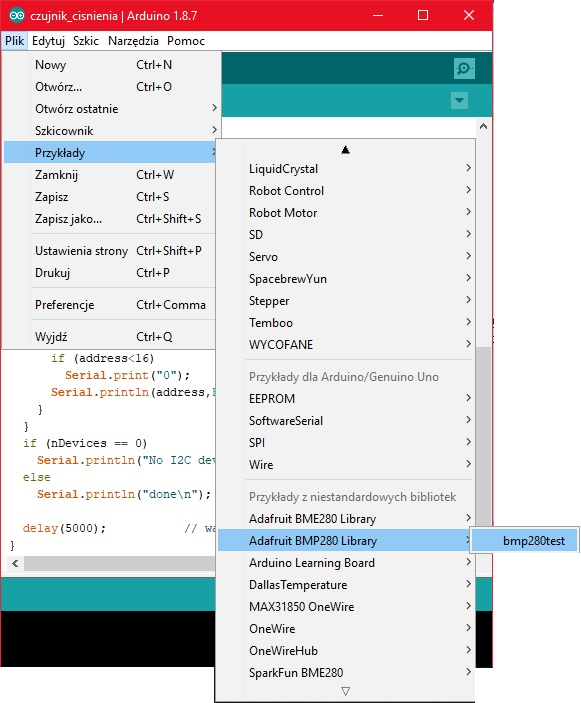 czujnik_cisnienia | Arduino 1.8.7
Plik Edytuj Szkic Narzędzia Pomoc
Nowy Ctrl+N
Otwórz... Ctrl+O
Otwórz ostatnie
Szkicownik
Przykłady
Zamknij Ctrl+W
Zapisz Ctrl+S
Zapisz jako... Ctrl+Shift+S
Ustawienia strony Ctrl+Shift+P
Drukuj Ctrl+P
Preferencje Ctrl+Comma
Wyjdź Ctrl+Q
LiquidCrystal
Robot Control
Robot Motor
SD
Servo
SpacebrewYun
Stepper
Temboo
WYCOFANE
Przykłady dla Arduino/Genuino Uno
EEPROM
SoftwareSerial
SPI
Wire
Przykłady z niestandardowych bibliotek
Adafruit BME280 Library
Adafruit BMP280 Library
bmp280test
Arduino Learning Board
DallasTemperature
MAX31850 OneWire
OneWire
OneWireHub
SparkFun BME280
if (address<16)
Serial.print("0");
Serial.println(address,
}
}
if (nDevices == 0)
Serial.println("No I2C dev
else
Serial.println("done\n");
delay(5000); // wa
}